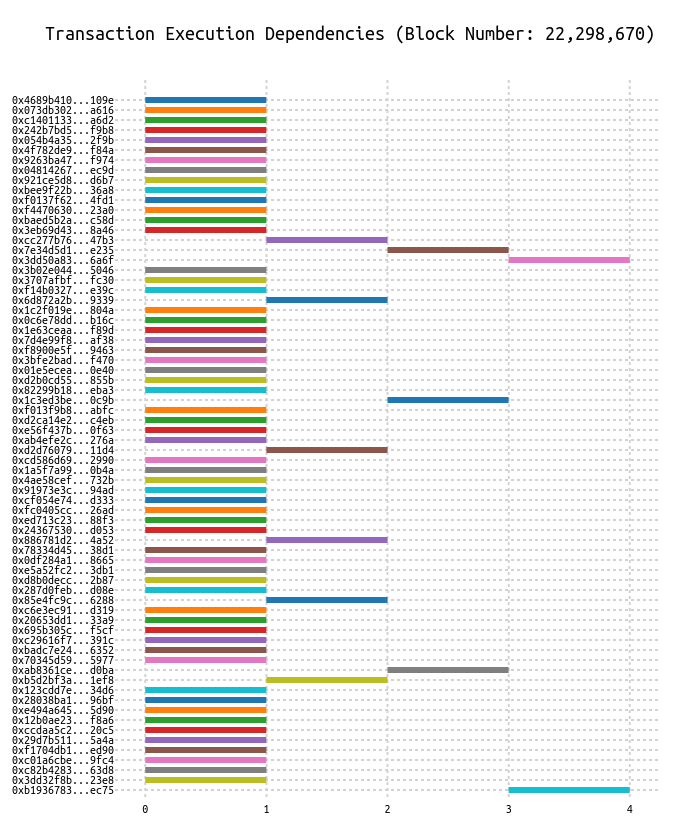 Transaction Execution Dependencies (Block Number: 22,298,670)
0x4689b410...109e
0x073db302...a616
0xc1401133...a6d2
0x242b7bd5...f9b8
0x054b4a35...2f9b
0x4f782de9...f84a
0x9263ba47...f974
0x04814267...ec9d
0x921ce5d8...d6b7
0xbee9f22b...36a8
0xf0137f62...4fd1
0xf4470630...23a0
0xbaed5b2a...c58d
0x3eb69d43...8a46
0xcc277b76...47b3
0x7e34d5d1...e235
0x3dd50a83...6a6f
0x3b02e044...5046
0x3707afbf...fc30
0xf14b0327...e39c
0x6d872a2b...9339
0x1c2f019e...804a
0x0c6e78dd...b16c
0x1e63ceaa...f89d
0x7d4e99f8...af38
0xf8900e5f...9463
0x3bfe2bad...f470
0x01e5ecea...0e40
0xd2b0cd55...855b
0x82299b18...eba3
0x1c3ed3be...0c9b
0xf013f9b8...abfc
0xd2ca14e2...c4eb
0xe56f437b...0f63
0xab4efe2c...276a
0xd2d76079...11d4
0xcd586d69...2990
0x1a5f7a99...0b4a
0x4ae58cef...732b
0x91973e3c...94ad
0xcf054e74...d333
0xfc0405cc...26ad
0xed713c23...88f3
0x24367530...d053
0x886781d2...4a52
0x78334d45...38d1
0x0df284a1...8665
0xe5a52fc2...3db1
0xd8b0decc...2b87
0x287d0feb...d08e
0x85e4fc9c...6288
0xc6e3ec91...d319
0x20653dd1...33a9
0x695b305c...f5cf
0xc29616f7...391c
0xbadc7e24...6352
0x70345d59...5977
0xab8361ce...d0ba
0xb5d2bf3a...1ef8
0x123cdd7e...34d6
0x28038ba1...96bf
0xe494a645...5d90
0x12b0ae23...f8a6
0xccdaa5c2...20c5
0x29d7b511...5a4a
0xf1704db1...ed90
0xc01a6cbe...9fc4
0xc82b4283...63d8
0x3dd32f8b...23e8
0xb1936783...ec75
0 1 2 3 4